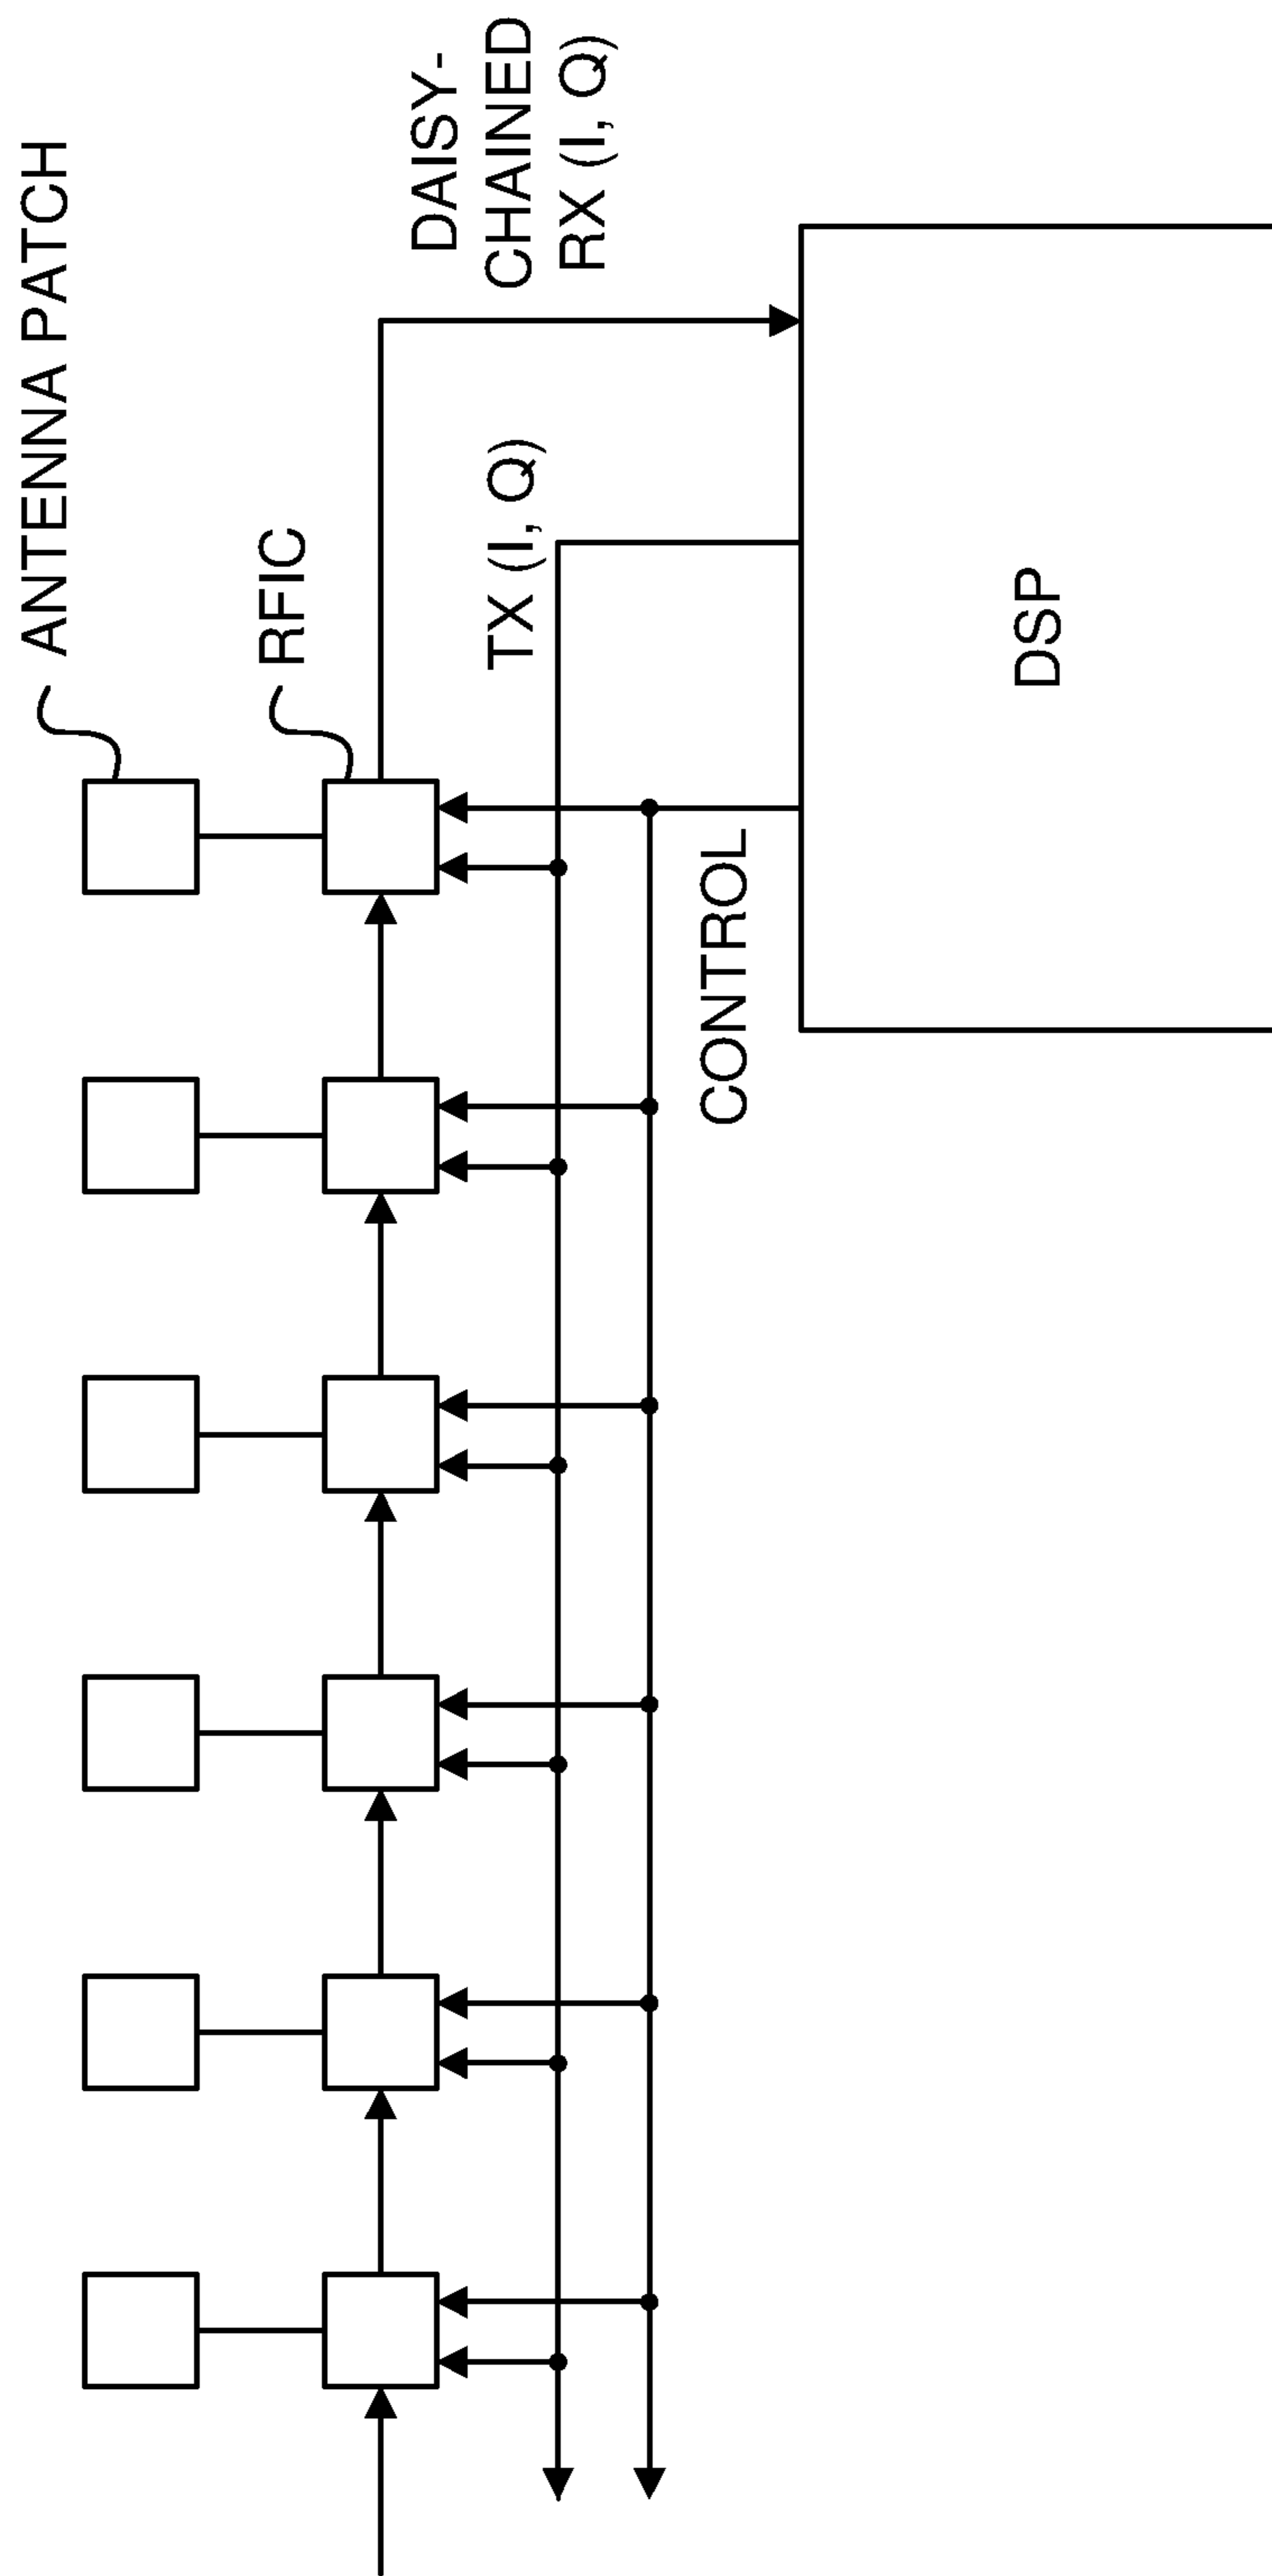 ANTENNA PATCH
RFIC
DAISY-
CHAINED
RX (I, Q)
TX (I, Q)
CONTROL
DSP